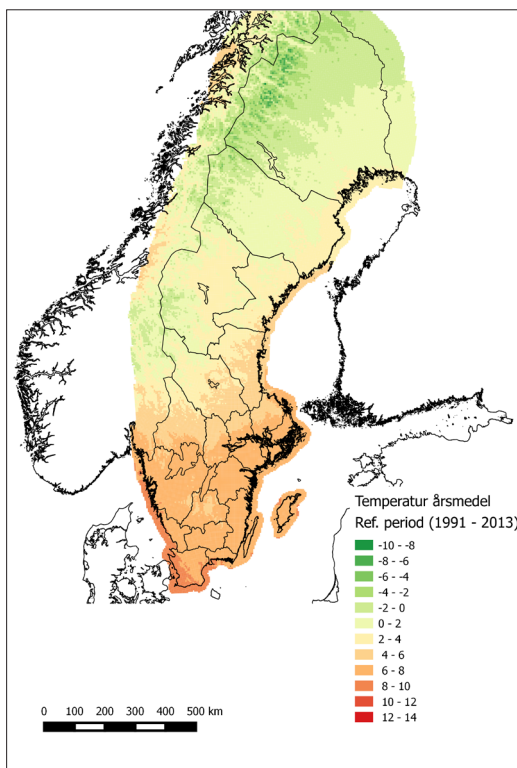 Temperatur årsmedel
Ref. period (1991 - 2013)
-10 - -8
-8 - -6
-6 - -4
-4 - -2
-2 - 0
0 - 2
2 - 4
4 - 6
6 - 8
8 - 10
10 - 12
12 - 14
0 100 200 300 400 500 km